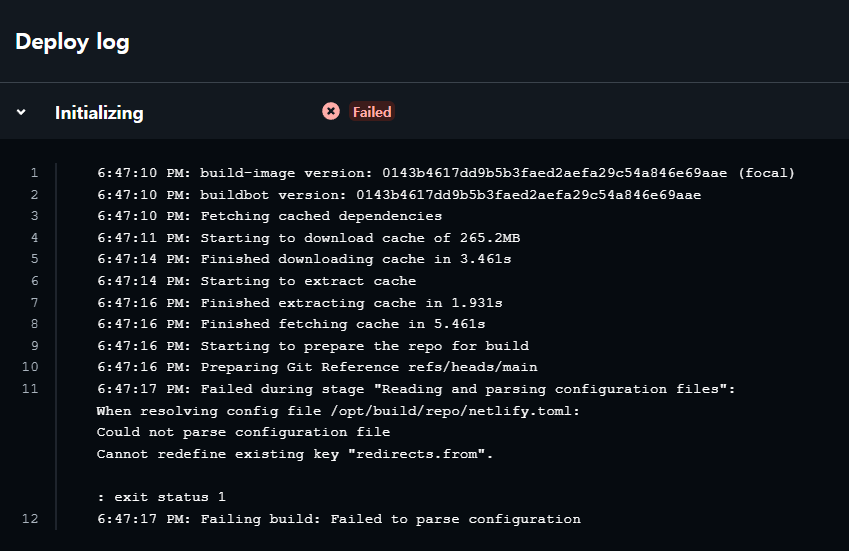 Deploy log
Initializing Failed
1 6:47:10 PM: build-image version: 0143b4617dd9b5b3faed2aefa29c54a846e69aae (focal)
2 6:47:10 PM: buildbot version: 0143b4617dd9b5b3faed2aefa29c54a846e69aae
3 6:47:10 PM: Fetching cached dependencies
4 6:47:11 PM: Starting to download cache of 265.2MB
5 6:47:14 PM: Finished downloading cache in 3.461s
6 6:47:14 PM: Starting to extract cache
7 6:47:16 PM: Finished extracting cache in 1.931s
8 6:47:16 PM: Finished fetching cache in 5.461s
9 6:47:16 PM: Starting to prepare the repo for build
10 6:47:16 PM: Preparing Git Reference refs/heads/main
11 6:47:17 PM: Failed during stage "Reading and parsing configuration files":
When resolving config file /opt/build/repo/netlify.toml:
Could not parse configuration file
Cannot redefine existing key "redirects.from".
: exit status 1
12 6:47:17 PM: Failing build: Failed to parse configuration